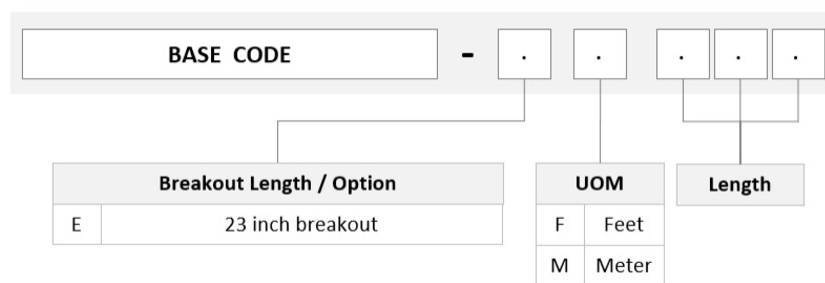 BASE CODE - . . . . .
Breakout Length / Option UOM Length
E 23 inch breakout F Feet
M Meter